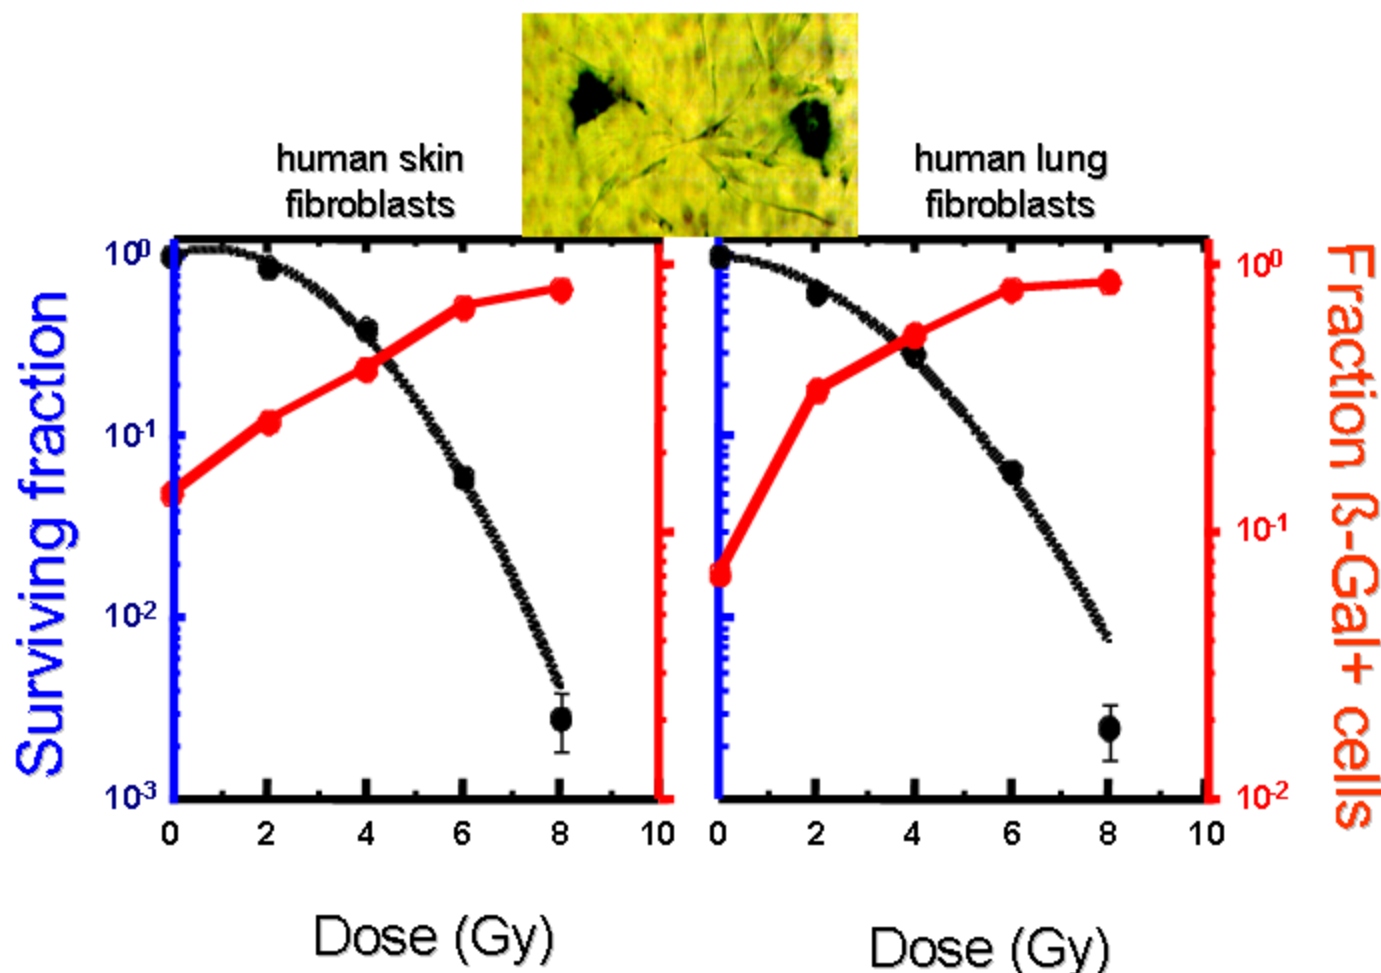 human skin
fibroblasts
human lung
fibroblasts
Surviving fraction
10⁰
10⁻¹
10⁻²
10⁻³
0 2 4 6 8 10
Dose (Gy)
0 2 4 6 8 10
Dose (Gy)
10⁰
10⁻¹
10⁻²
Fraction ß-Gal+ cells